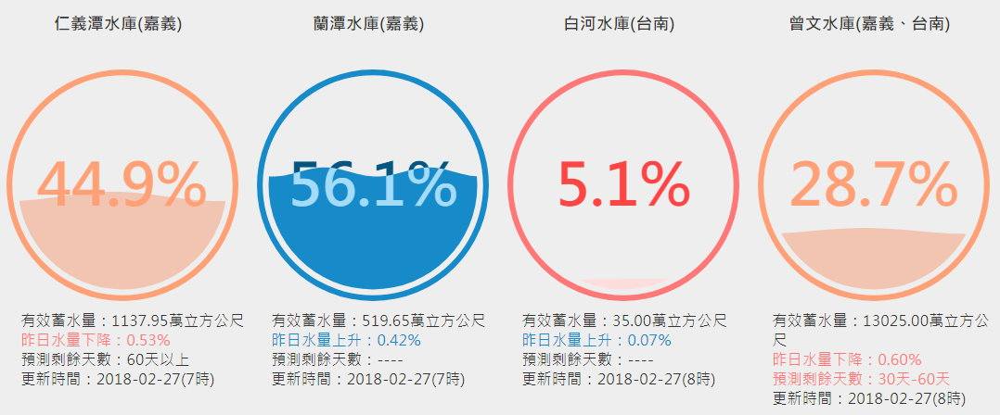 仁義潭水庫(嘉義)
44.9%
有效蓄水量：1137.95萬立方公尺
昨日水量下降：0.53%
預測剩餘天數：60天以上
更新時間：2018-02-27(7時)
蘭潭水庫(嘉義)
56.1%
有效蓄水量：519.65萬立方公尺
昨日水量上升：0.42%
預測剩餘天數：----
更新時間：2018-02-27(7時)
白河水庫(台南)
5.1%
有效蓄水量：35.00萬立方公尺
昨日水量上升：0.07%
預測剩餘天數：----
更新時間：2018-02-27(8時)
曾文水庫(嘉義、台南)
28.7%
有效蓄水量：13025.00萬立方公
尺
昨日水量下降：0.60%
預測剩餘天數：30天-60天
更新時間：2018-02-27(8時)